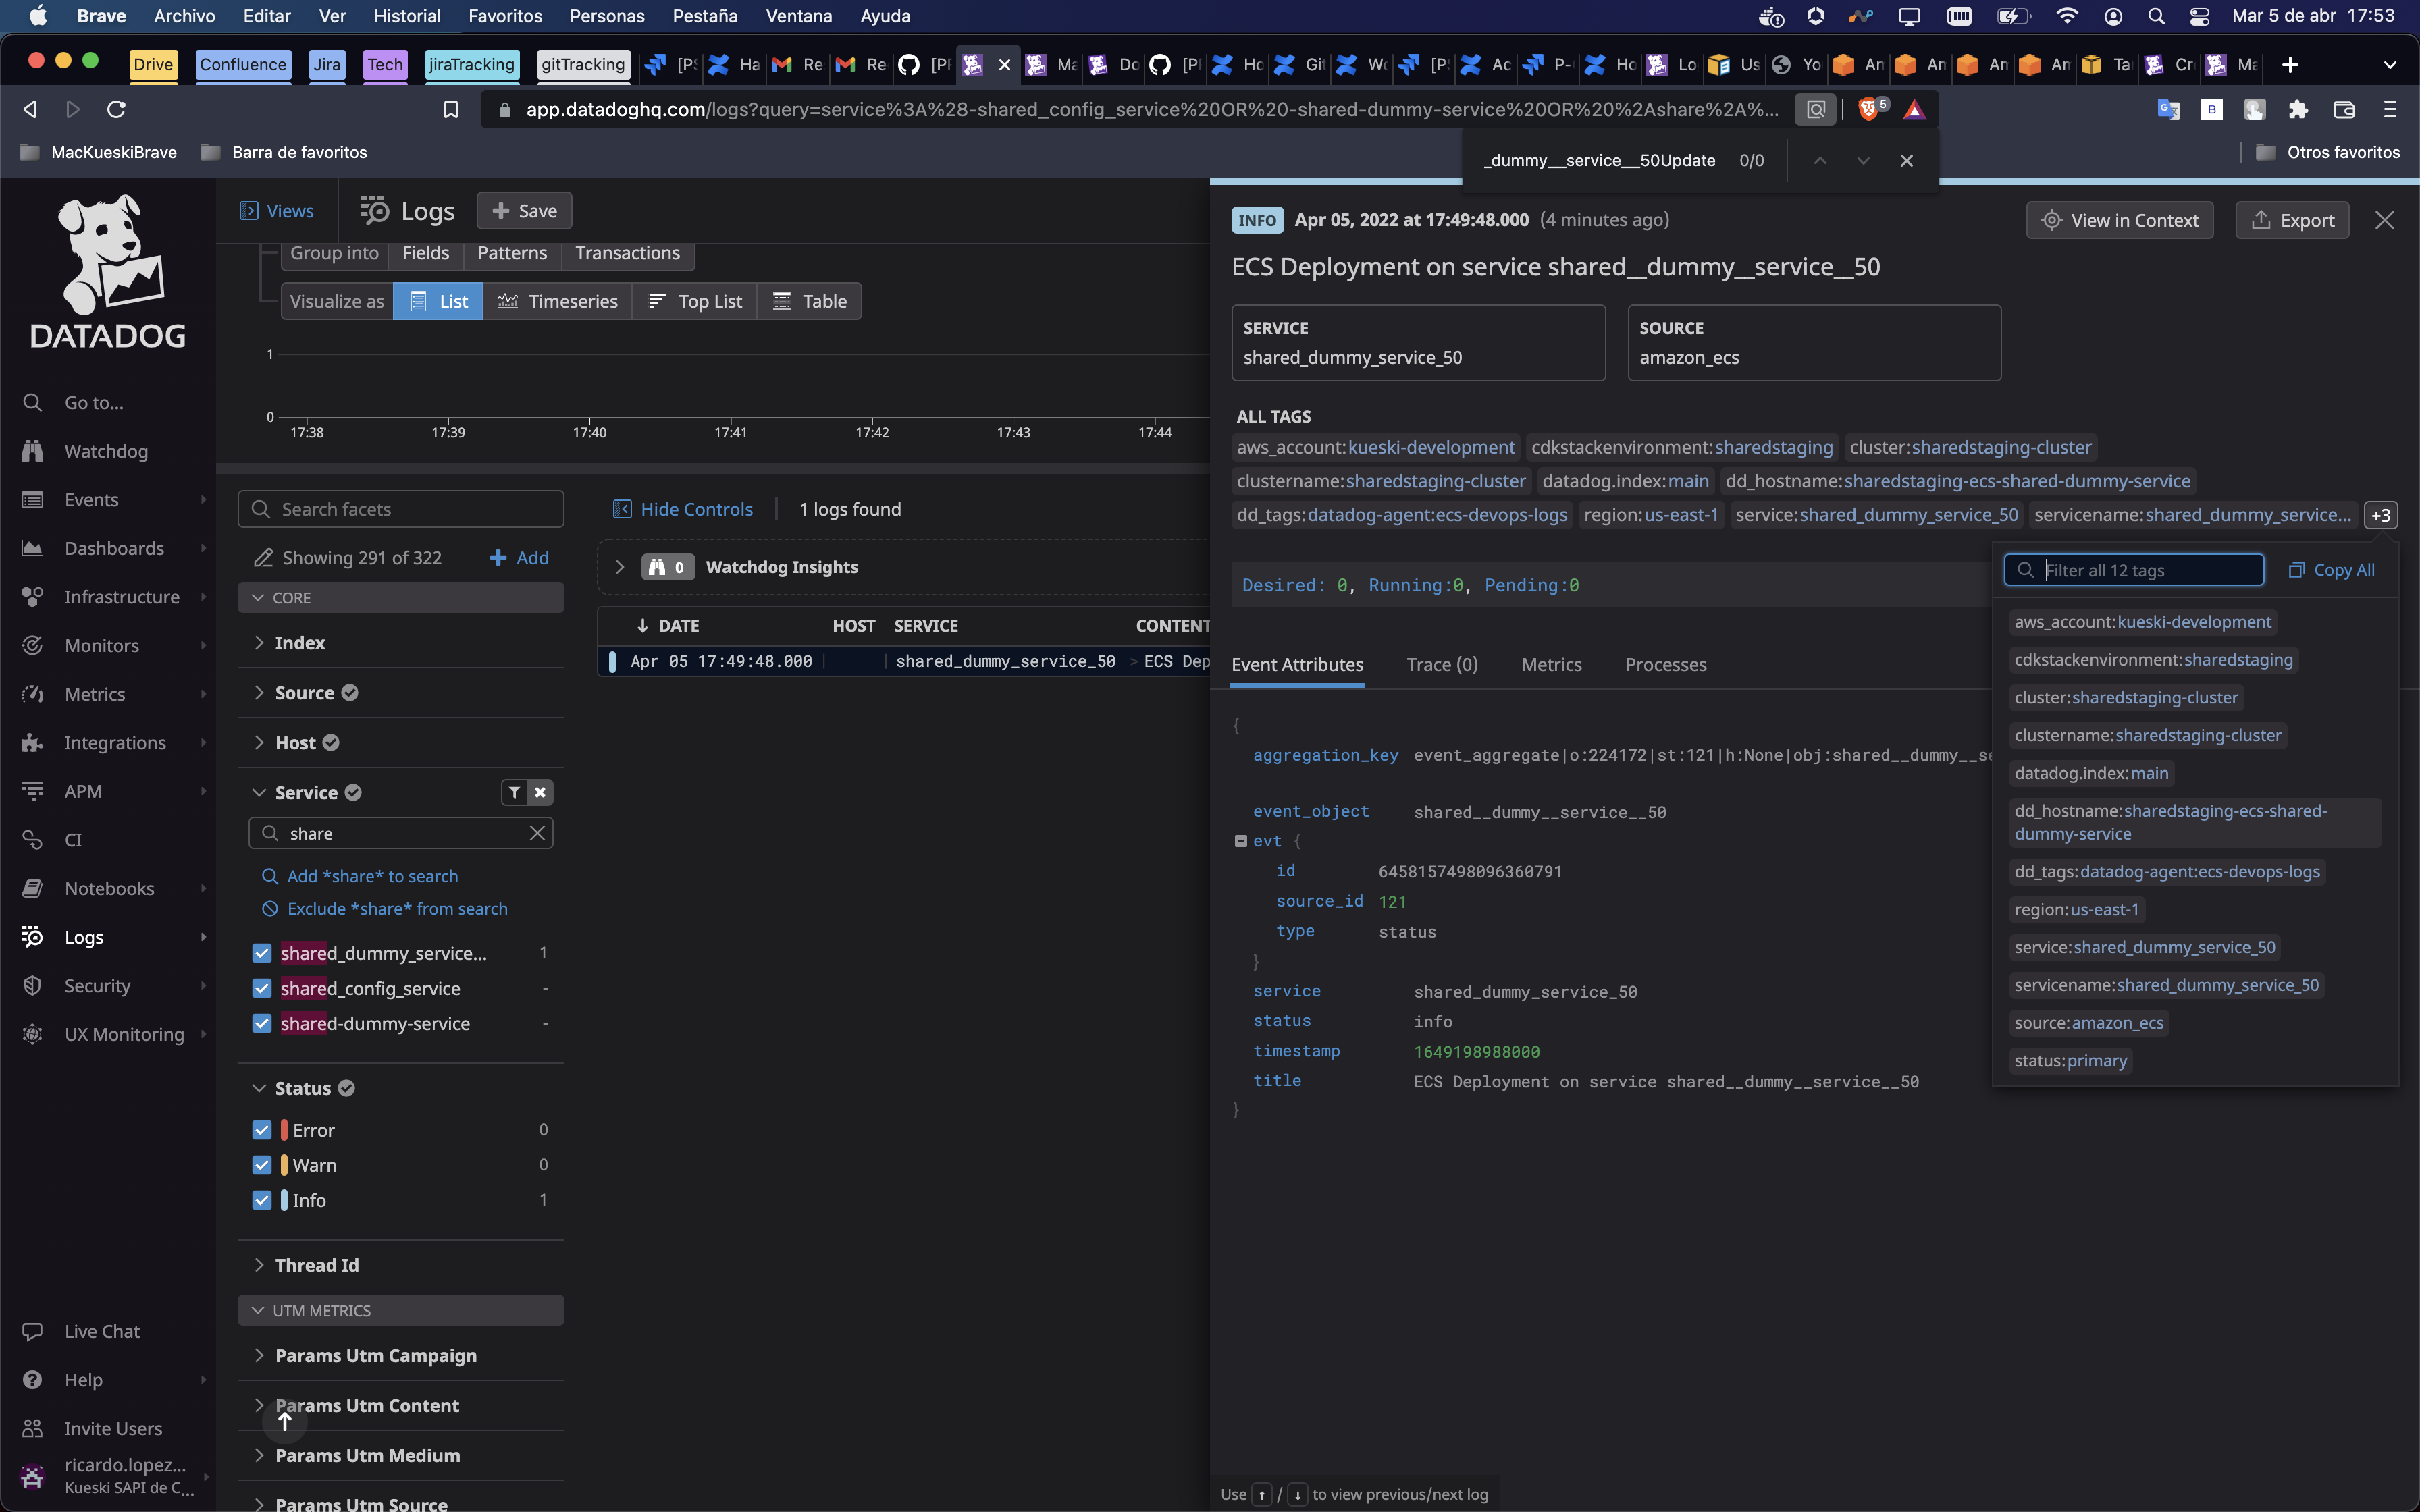 Brave Archivo Editar Ver Historial Favoritos Personas Pestaña Ventana Ayuda Mar 5 de abr 17:53
Drive Confluence Jira Tech jiraTracking gitTracking [PS Ha Re Re [PI Ma Do [PI Ho Git Wo [PS Ac P- Ho Lo Us Yo An An An An Ta Cr Ma
app.datadoghq.com/logs?query=service%3A%28-shared_config_service%20OR%20-shared-dummy-service%20OR%20%2Ashare%2A%... 5
MacKueskiBrave Barra de favoritos Otros favoritos
_dummy__service__50Update 0/0
DATADOG
Go to...
Watchdog
Events
Dashboards
Infrastructure
Monitors
Metrics
Integrations
APM
CI
Notebooks
Logs
Security
UX Monitoring
Live Chat
Help
Invite Users
ricardo.lopez...
Kueski SAPI de C...
Views Logs Save
Group into Fields Patterns Transactions
Visualize as List Timeseries Top List Table
1
0
17:38 17:39 17:40 17:41 17:42 17:43 17:44
Search facets
Showing 291 of 322 Add
CORE
Index
Source
Host
Service
share
Add *share* to search
Exclude *share* from search
shared_dummy_service... 1
shared_config_service -
shared-dummy-service -
Status
Error 0
Warn 0
Info 1
Thread Id
UTM METRICS
Params Utm Campaign
Params Utm Content
Params Utm Medium
Params Utm Source
Hide Controls 1 logs found
0 Watchdog Insights
DATE HOST SERVICE CONTENT
Apr 05 17:49:48.000 shared_dummy_service_50 ECS Dep
INFO Apr 05, 2022 at 17:49:48.000 (4 minutes ago) View in Context Export
ECS Deployment on service shared__dummy__service__50
SERVICE
shared_dummy_service_50
SOURCE
amazon_ecs
ALL TAGS
aws_account:kueski-development cdkstackenvironment:sharedstaging cluster:sharedstaging-cluster
clustername:sharedstaging-cluster datadog.index:main dd_hostname:sharedstaging-ecs-shared-dummy-service
dd_tags:datadog-agent:ecs-devops-logs region:us-east-1 service:shared_dummy_service_50 servicename:shared_dummy_service... +3
Desired: 0, Running:0, Pending:0
Filter all 12 tags Copy All
aws_account:kueski-development
cdkstackenvironment:sharedstaging
cluster:sharedstaging-cluster
clustername:sharedstaging-cluster
datadog.index:main
dd_hostname:sharedstaging-ecs-shared-
dummy-service
dd_tags:datadog-agent:ecs-devops-logs
region:us-east-1
service:shared_dummy_service_50
servicename:shared_dummy_service_50
source:amazon_ecs
status:primary
Event Attributes Trace (0) Metrics Processes
{
aggregation_key event_aggregate|o:224172|st:121|h:None|obj:shared__dummy__se
event_object shared__dummy__service__50
evt {
id 6458157498096360791
source_id 121
type status
}
service shared_dummy_service_50
status info
timestamp 1649198988000
title ECS Deployment on service shared__dummy__service__50
}
Use ↑ / ↓ to view previous/next log